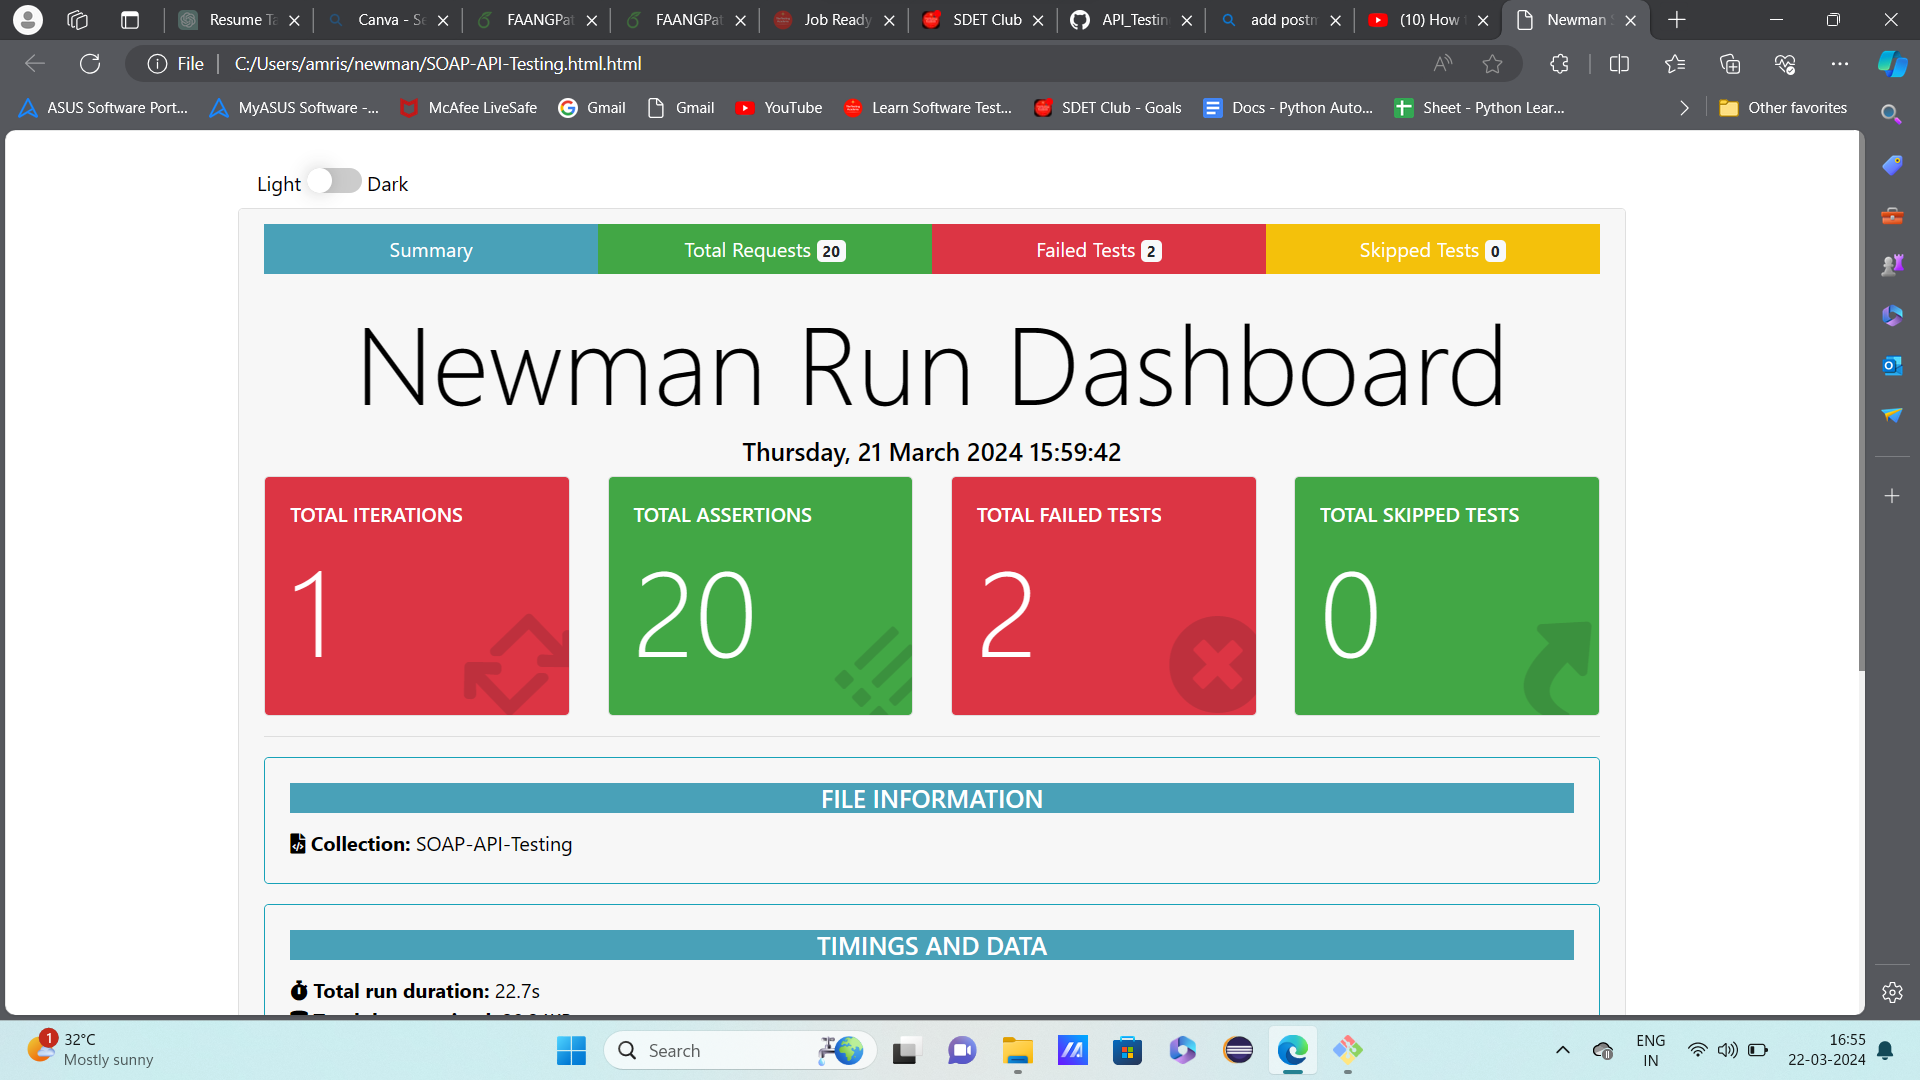 Resume Ta
Canva - Se
FAANGPat
FAANGPat
Job Ready
SDET Club
API_Testin
add postm
(10) How t
Newman S
File
C:/Users/amris/newman/SOAP-API-Testing.html.html
ASUS Software Port...
MyASUS Software -...
McAfee LiveSafe
Gmail
Gmail
YouTube
Learn Software Test...
SDET Club - Goals
Docs - Python Auto...
Sheet - Python Lear...
Other favorites
Light Dark
Summary
Total Requests 20
Failed Tests 2
Skipped Tests 0
Newman Run Dashboard
Thursday, 21 March 2024 15:59:42
TOTAL ITERATIONS
1
TOTAL ASSERTIONS
20
TOTAL FAILED TESTS
2
TOTAL SKIPPED TESTS
0
FILE INFORMATION
Collection: SOAP-API-Testing
TIMINGS AND DATA
Total run duration: 22.7s
1
32°C
Mostly sunny
Search
ENG
IN
16:55
22-03-2024